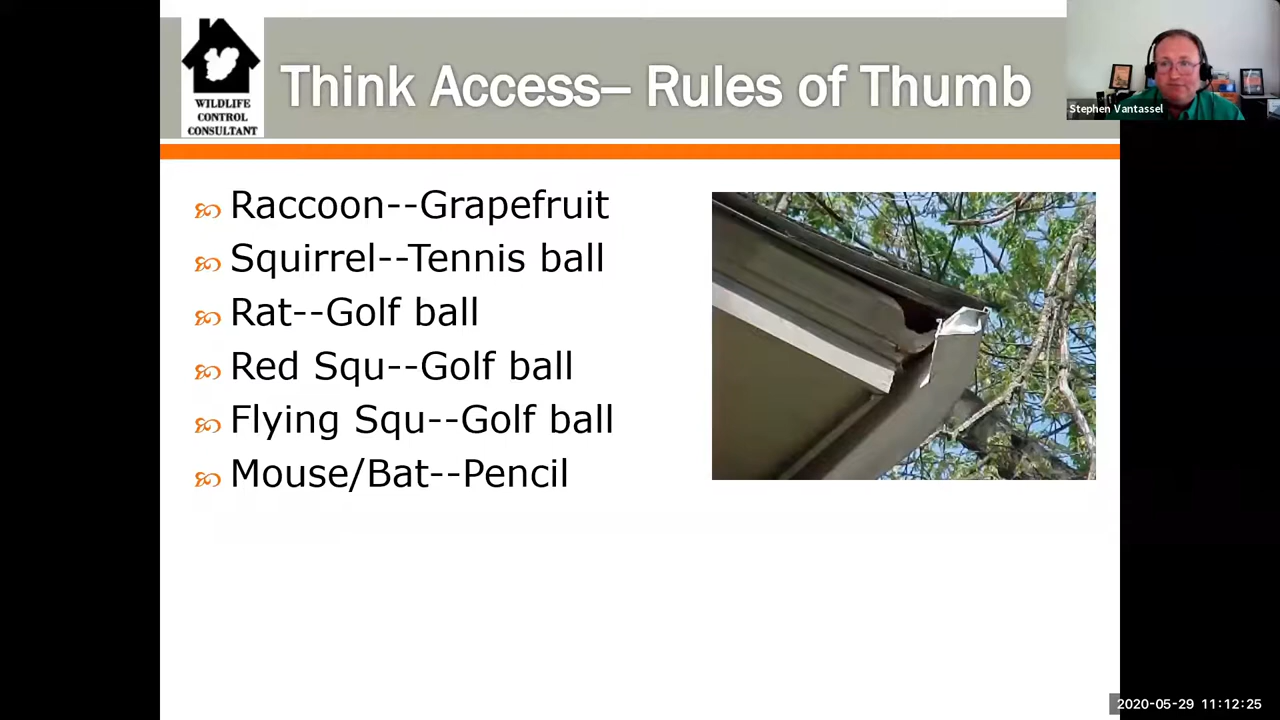 WILDLIFE
CONTROL
CONSULTANT
Think Access– Rules of Thumb
Stephen Vantassel
Raccoon--Grapefruit
Squirrel--Tennis ball
Rat--Golf ball
Red Squ--Golf ball
Flying Squ--Golf ball
Mouse/Bat--Pencil
2020-05-29 11:12:25